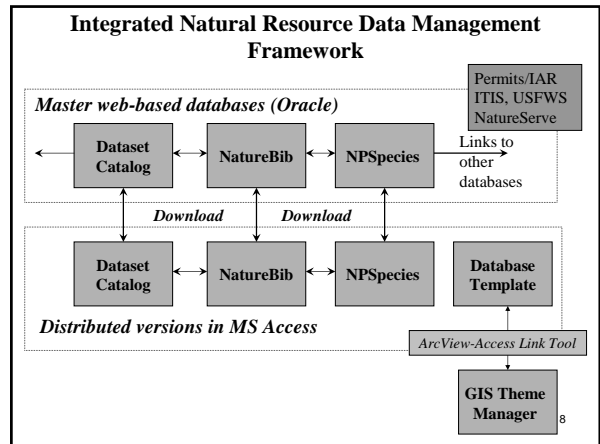 Integrated Natural Resource Data Management
Framework
Permits/IAR
ITIS, USFWS
NatureServe
Master web-based databases (Oracle)
Dataset
Catalog
NatureBib
NPSpecies
Links to
other
databases
Download
Download
Dataset
Catalog
NatureBib
NPSpecies
Database
Template
Distributed versions in MS Access
ArcView-Access Link Tool
GIS Theme
Manager
8